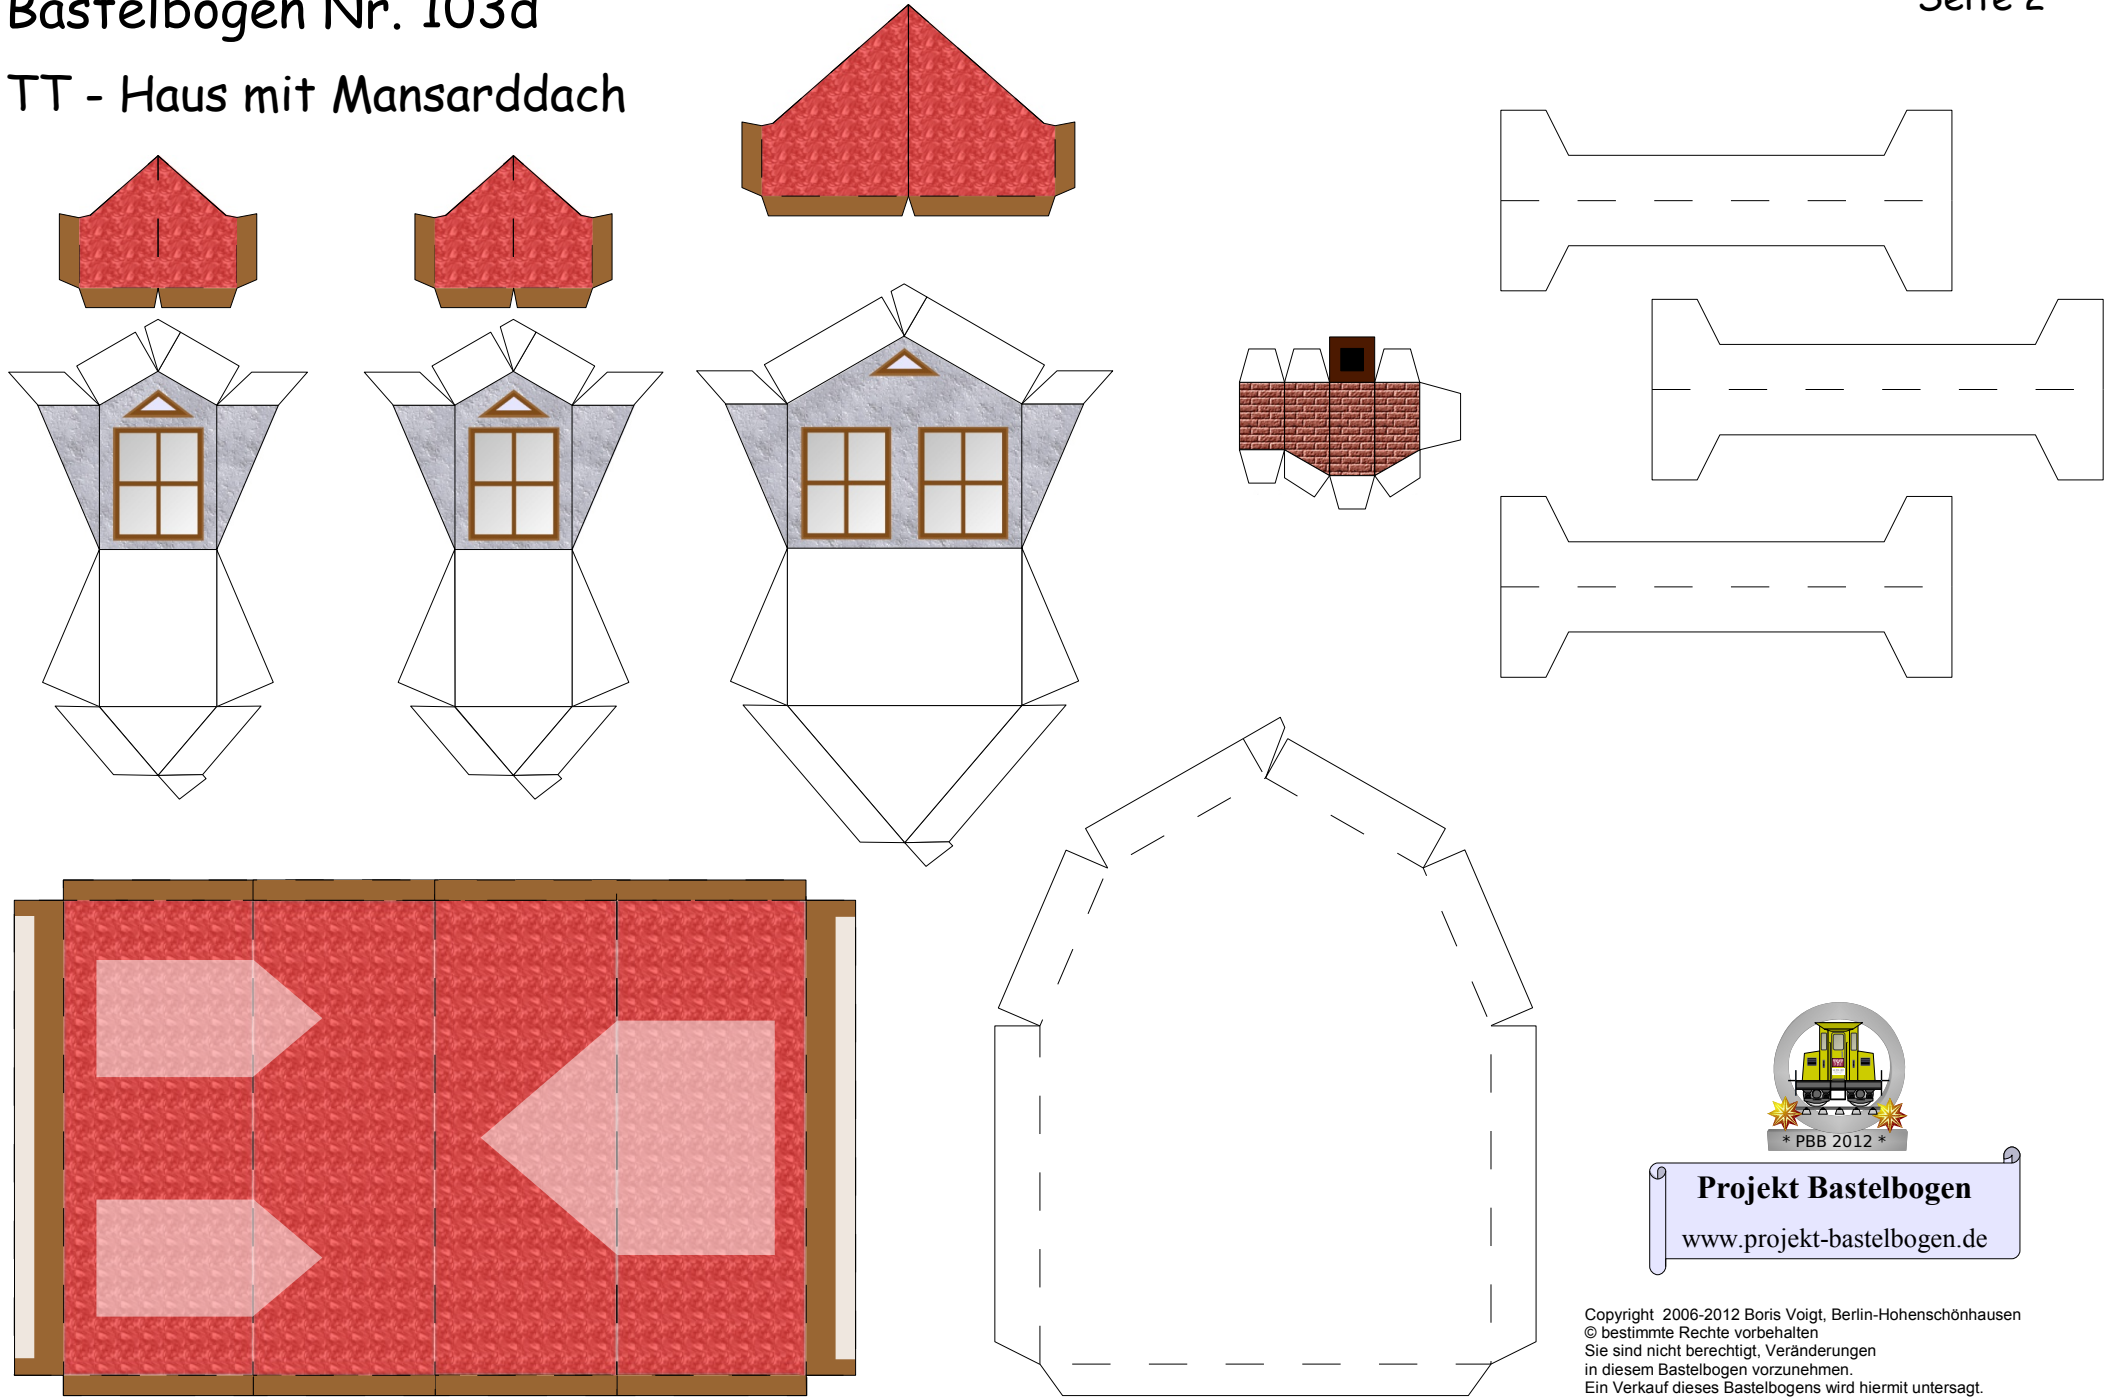 Bastelbogen Nr. 103d
Seite 2
TT - Haus mit Mansarddach
* PBB 2012 *
Projekt Bastelbogen
www.projekt-bastelbogen.de
Copyright 2006-2012 Boris Voigt, Berlin-Hohenschönhausen
© bestimmte Rechte vorbehalten
Sie sind nicht berechtigt, Veränderungen
in diesem Bastelbogen vorzunehmen.
Ein Verkauf dieses Bastelbogens wird hiermit untersagt.